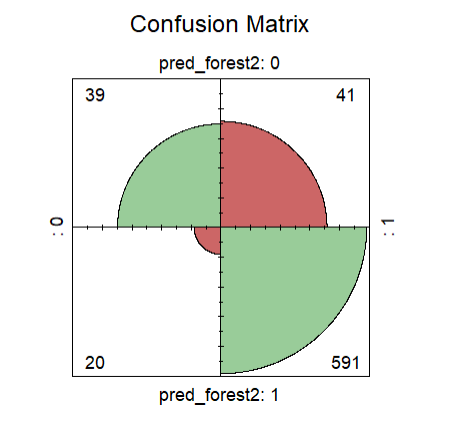 Confusion Matrix
pred_forest2: 0
39 41
: 0 : 1
20 591
pred_forest2: 1